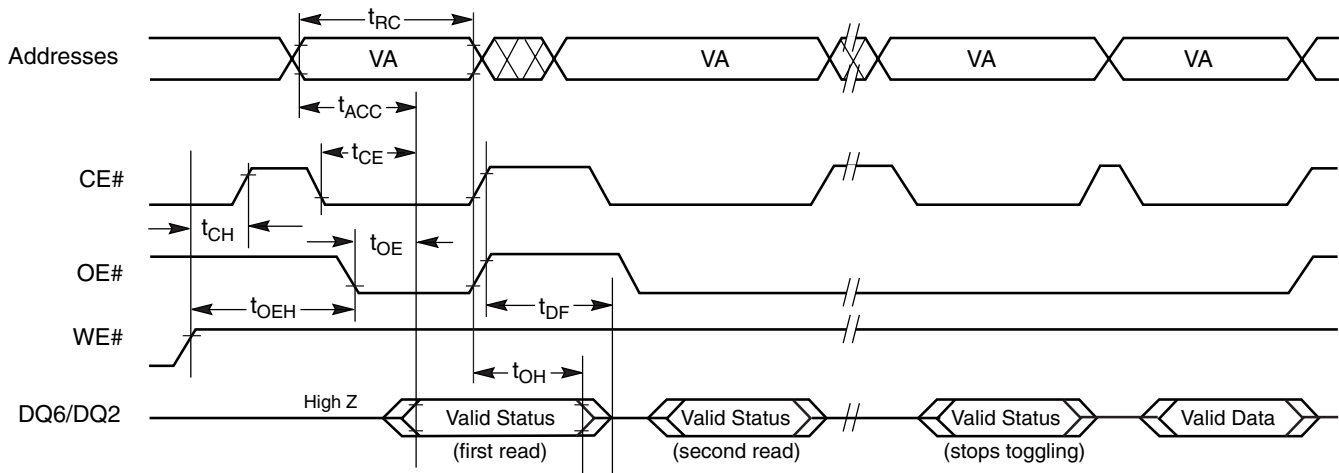 tRC
Addresses VA VA VA VA
tACC
tCE
CE#
tCH tOE
OE#
tOEH tDF
WE#
tOH
DQ6/DQ2 High Z Valid Status Valid Status Valid Status Valid Data
(first read) (second read) (stops toggling)